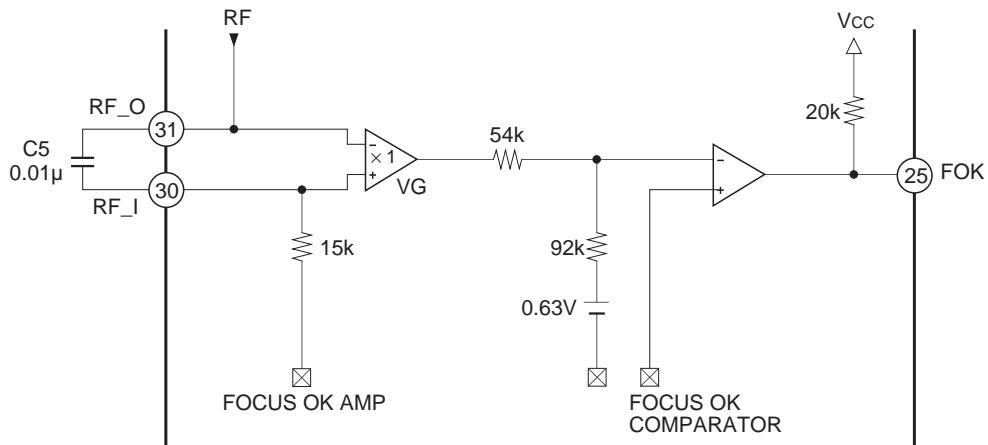 RF
Vcc
RF_O
31
C5
0.01µ
× 1
−
+
VG
54k
20k
−
+
25
FOK
30
RF_I
15k
92k
0.63V
FOCUS OK AMP
FOCUS OK
COMPARATOR